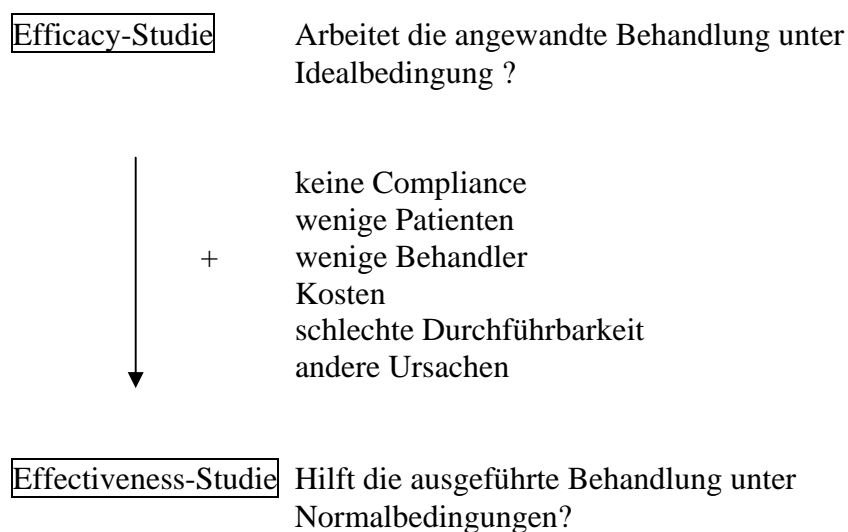 Efficacy-Studie Arbeitet die angewandte Behandlung unter
Idealbedingung ?
keine Compliance
wenige Patienten
+ wenige Behandler
Kosten
schlechte Durchführbarkeit
andere Ursachen
Effectiveness-Studie Hilft die ausgeführte Behandlung unter
Normalbedingungen?